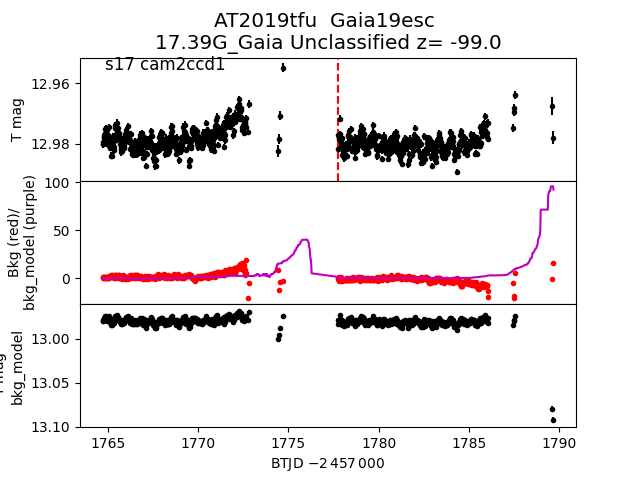 AT2019tfu Gaia19esc
17.39G_Gaia Unclassified z= -99.0
s17 cam2ccd1
T mag
12.96
12.98
Bkg (red)/
bkg_model (purple)
100
50
0
bkg_model
13.00
13.05
13.10
1765 1770 1775 1780 1785 1790
BTJD −2 457 000